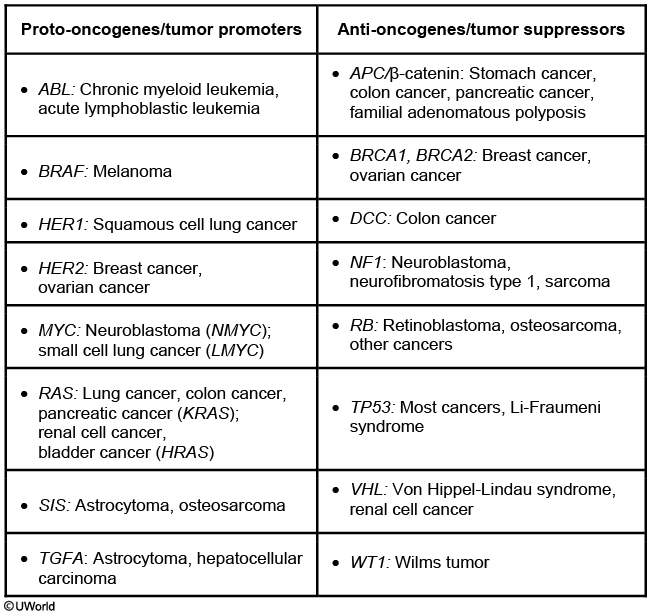 Proto-oncogenes/tumor promoters
Anti-oncogenes/tumor suppressors
• ABL: Chronic myeloid leukemia,
acute lymphoblastic leukemia
• APC/β-catenin: Stomach cancer,
colon cancer, pancreatic cancer,
familial adenomatous polyposis
• BRAF: Melanoma
• BRCA1, BRCA2: Breast cancer,
ovarian cancer
• HER1: Squamous cell lung cancer
• DCC: Colon cancer
• HER2: Breast cancer,
ovarian cancer
• NF1: Neuroblastoma,
neurofibromatosis type 1, sarcoma
• MYC: Neuroblastoma (NMYC);
small cell lung cancer (LMYC)
• RB: Retinoblastoma, osteosarcoma,
other cancers
• RAS: Lung cancer, colon cancer,
pancreatic cancer (KRAS);
renal cell cancer,
bladder cancer (HRAS)
• TP53: Most cancers, Li-Fraumeni
syndrome
• SIS: Astrocytoma, osteosarcoma
• VHL: Von Hippel-Lindau syndrome,
renal cell cancer
• TGFA: Astrocytoma, hepatocellular
carcinoma
• WT1: Wilms tumor
©UWorld